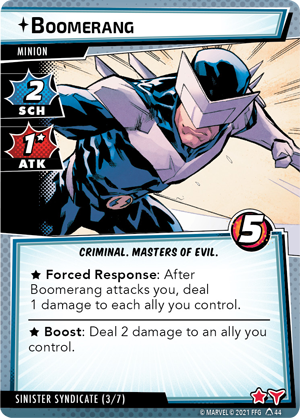 BOOMERANG
MINION
2
SCH
1*
ATK
5
CRIMINAL. MASTERS OF EVIL.
★ Forced Response: After
Boomerang attacks you, deal
1 damage to each ally you control.
★ Boost: Deal 2 damage to an ally you
control.
SINISTER SYNDICATE (3/7)
© MARVEL © 2021 FFG 44